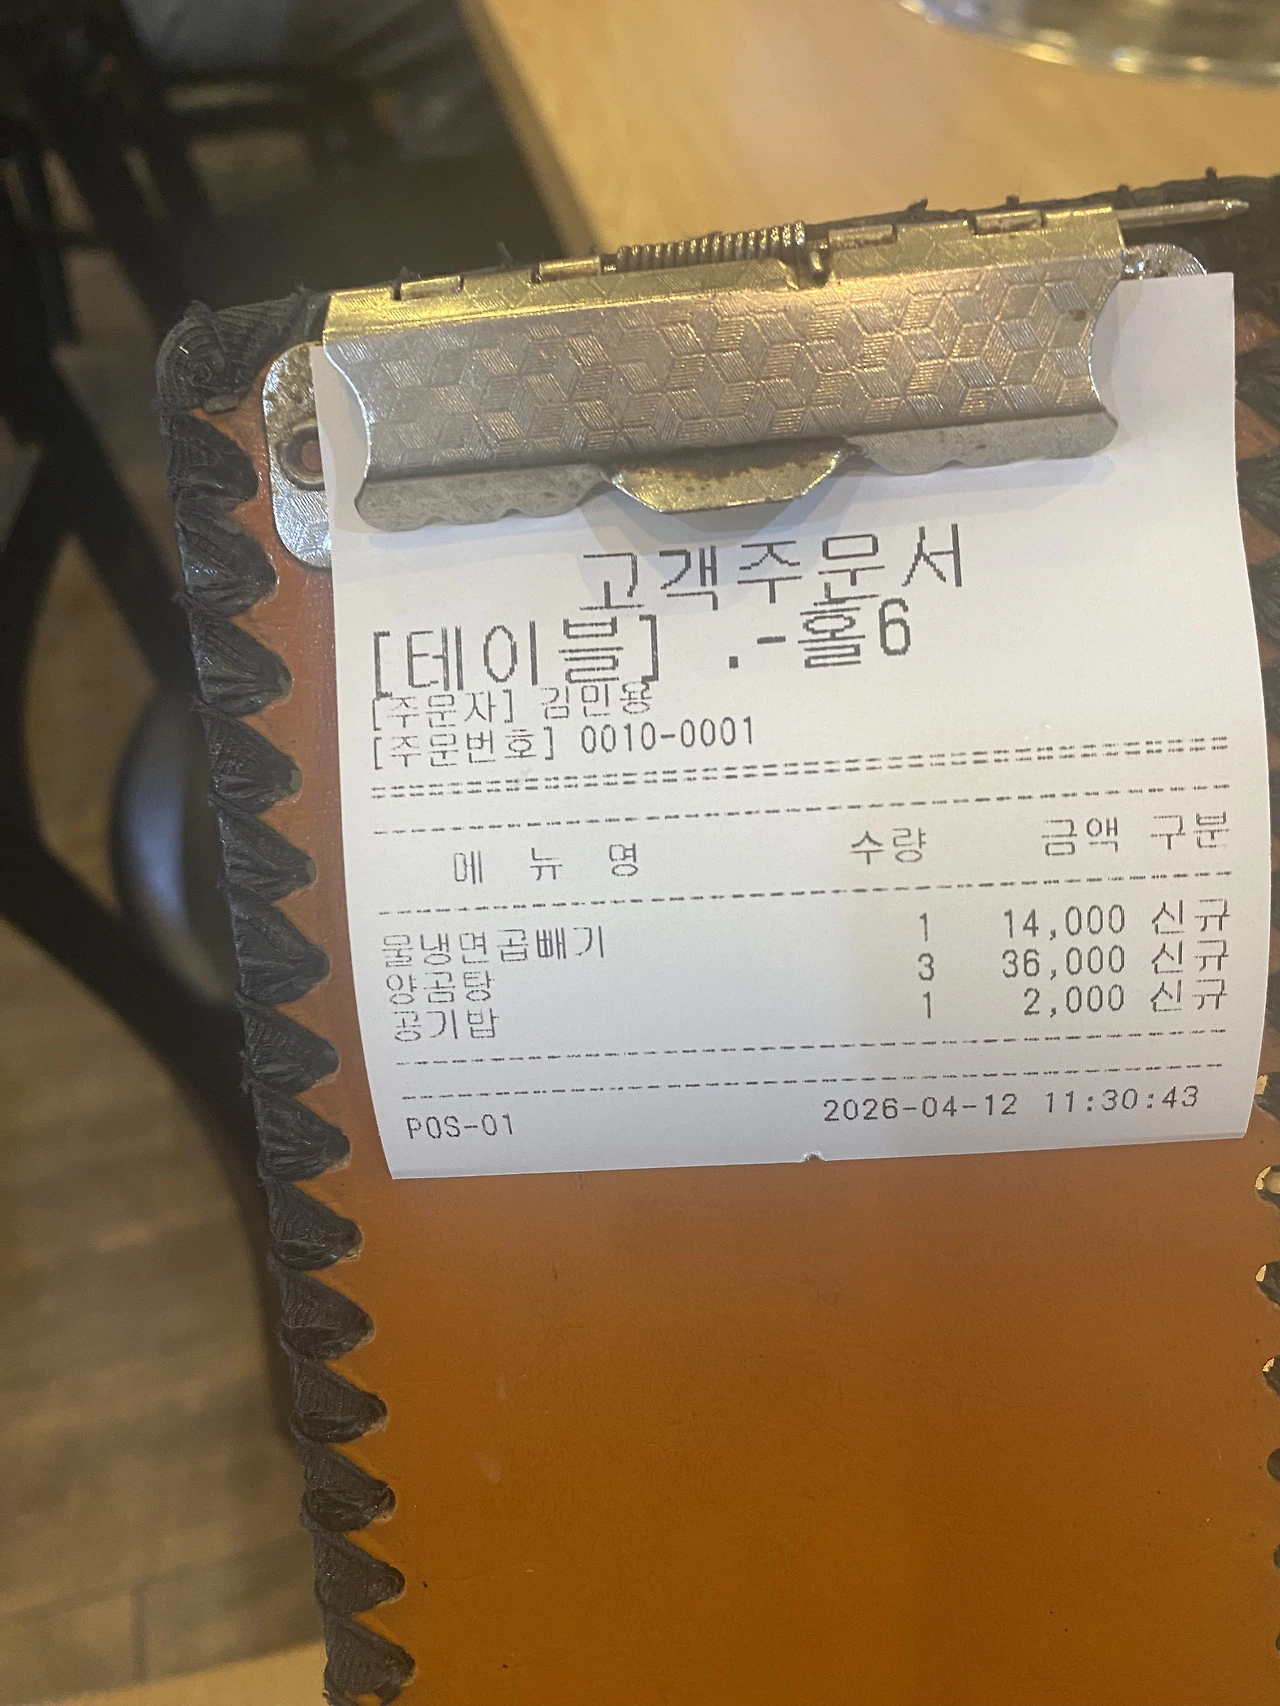 고객주문서
[테이블] .-홀6
[주문자] 김민용
[주문번호] 0010-0001
메 뉴 명 수량 금액 구분
물냉면곱빼기 1 14,000 신규
양곰탕 3 36,000 신규
공기밥 1 2,000 신규
POS-01 2026-04-12 11:30:43